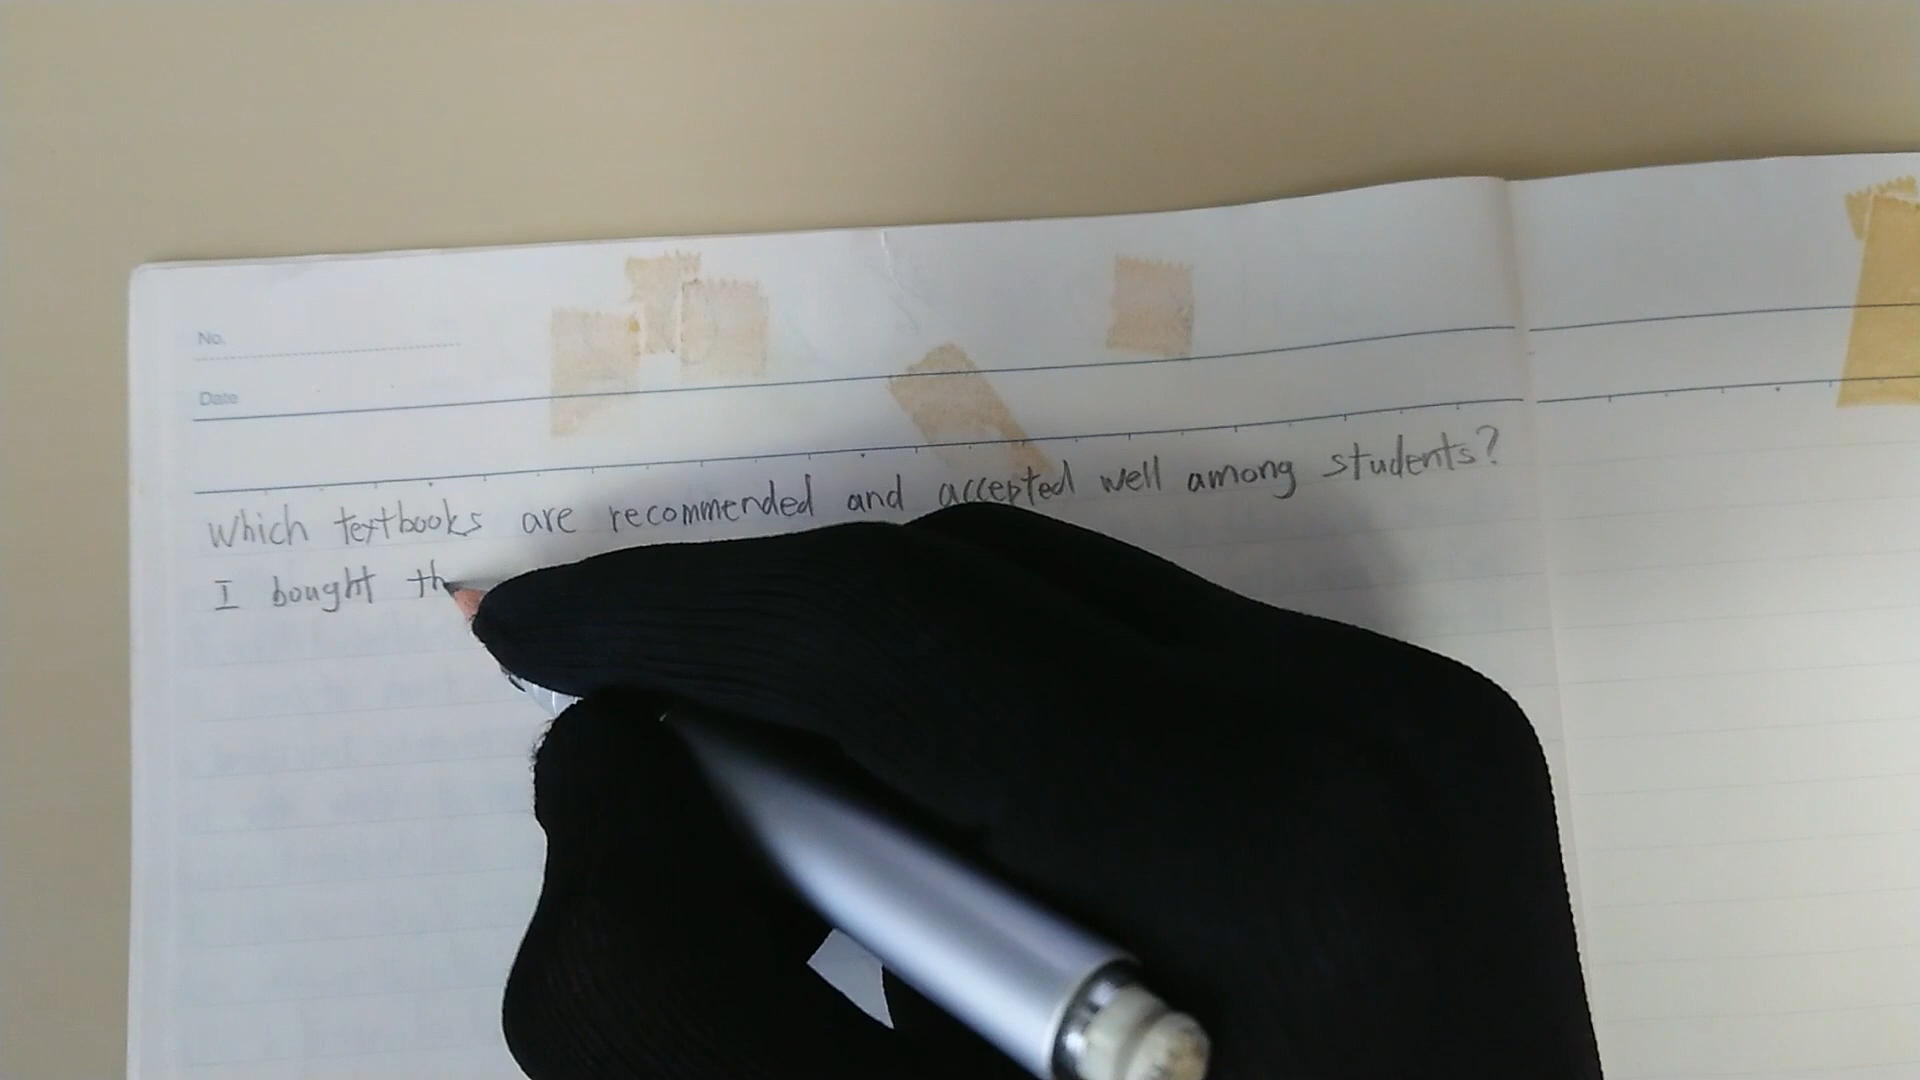 No.
Date
Which textbooks are recommended and accepted well among students?
I bought th